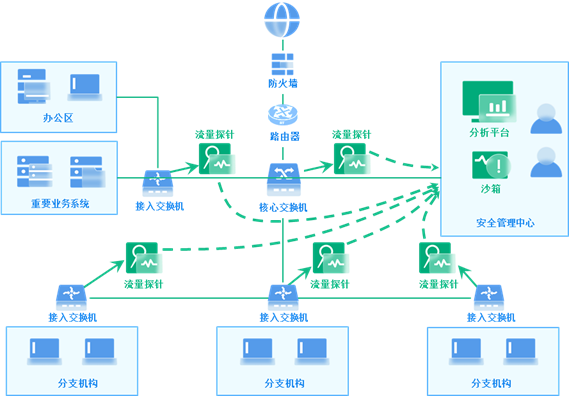 防火墙
办公区
流量探针
路由器
流量探针
分析平台
重要业务系统
接入交换机
核心交换机
沙箱
安全管理中心
流量探针
流量探针
流量探针
接入交换机
接入交换机
接入交换机
分支机构
分支机构
分支机构